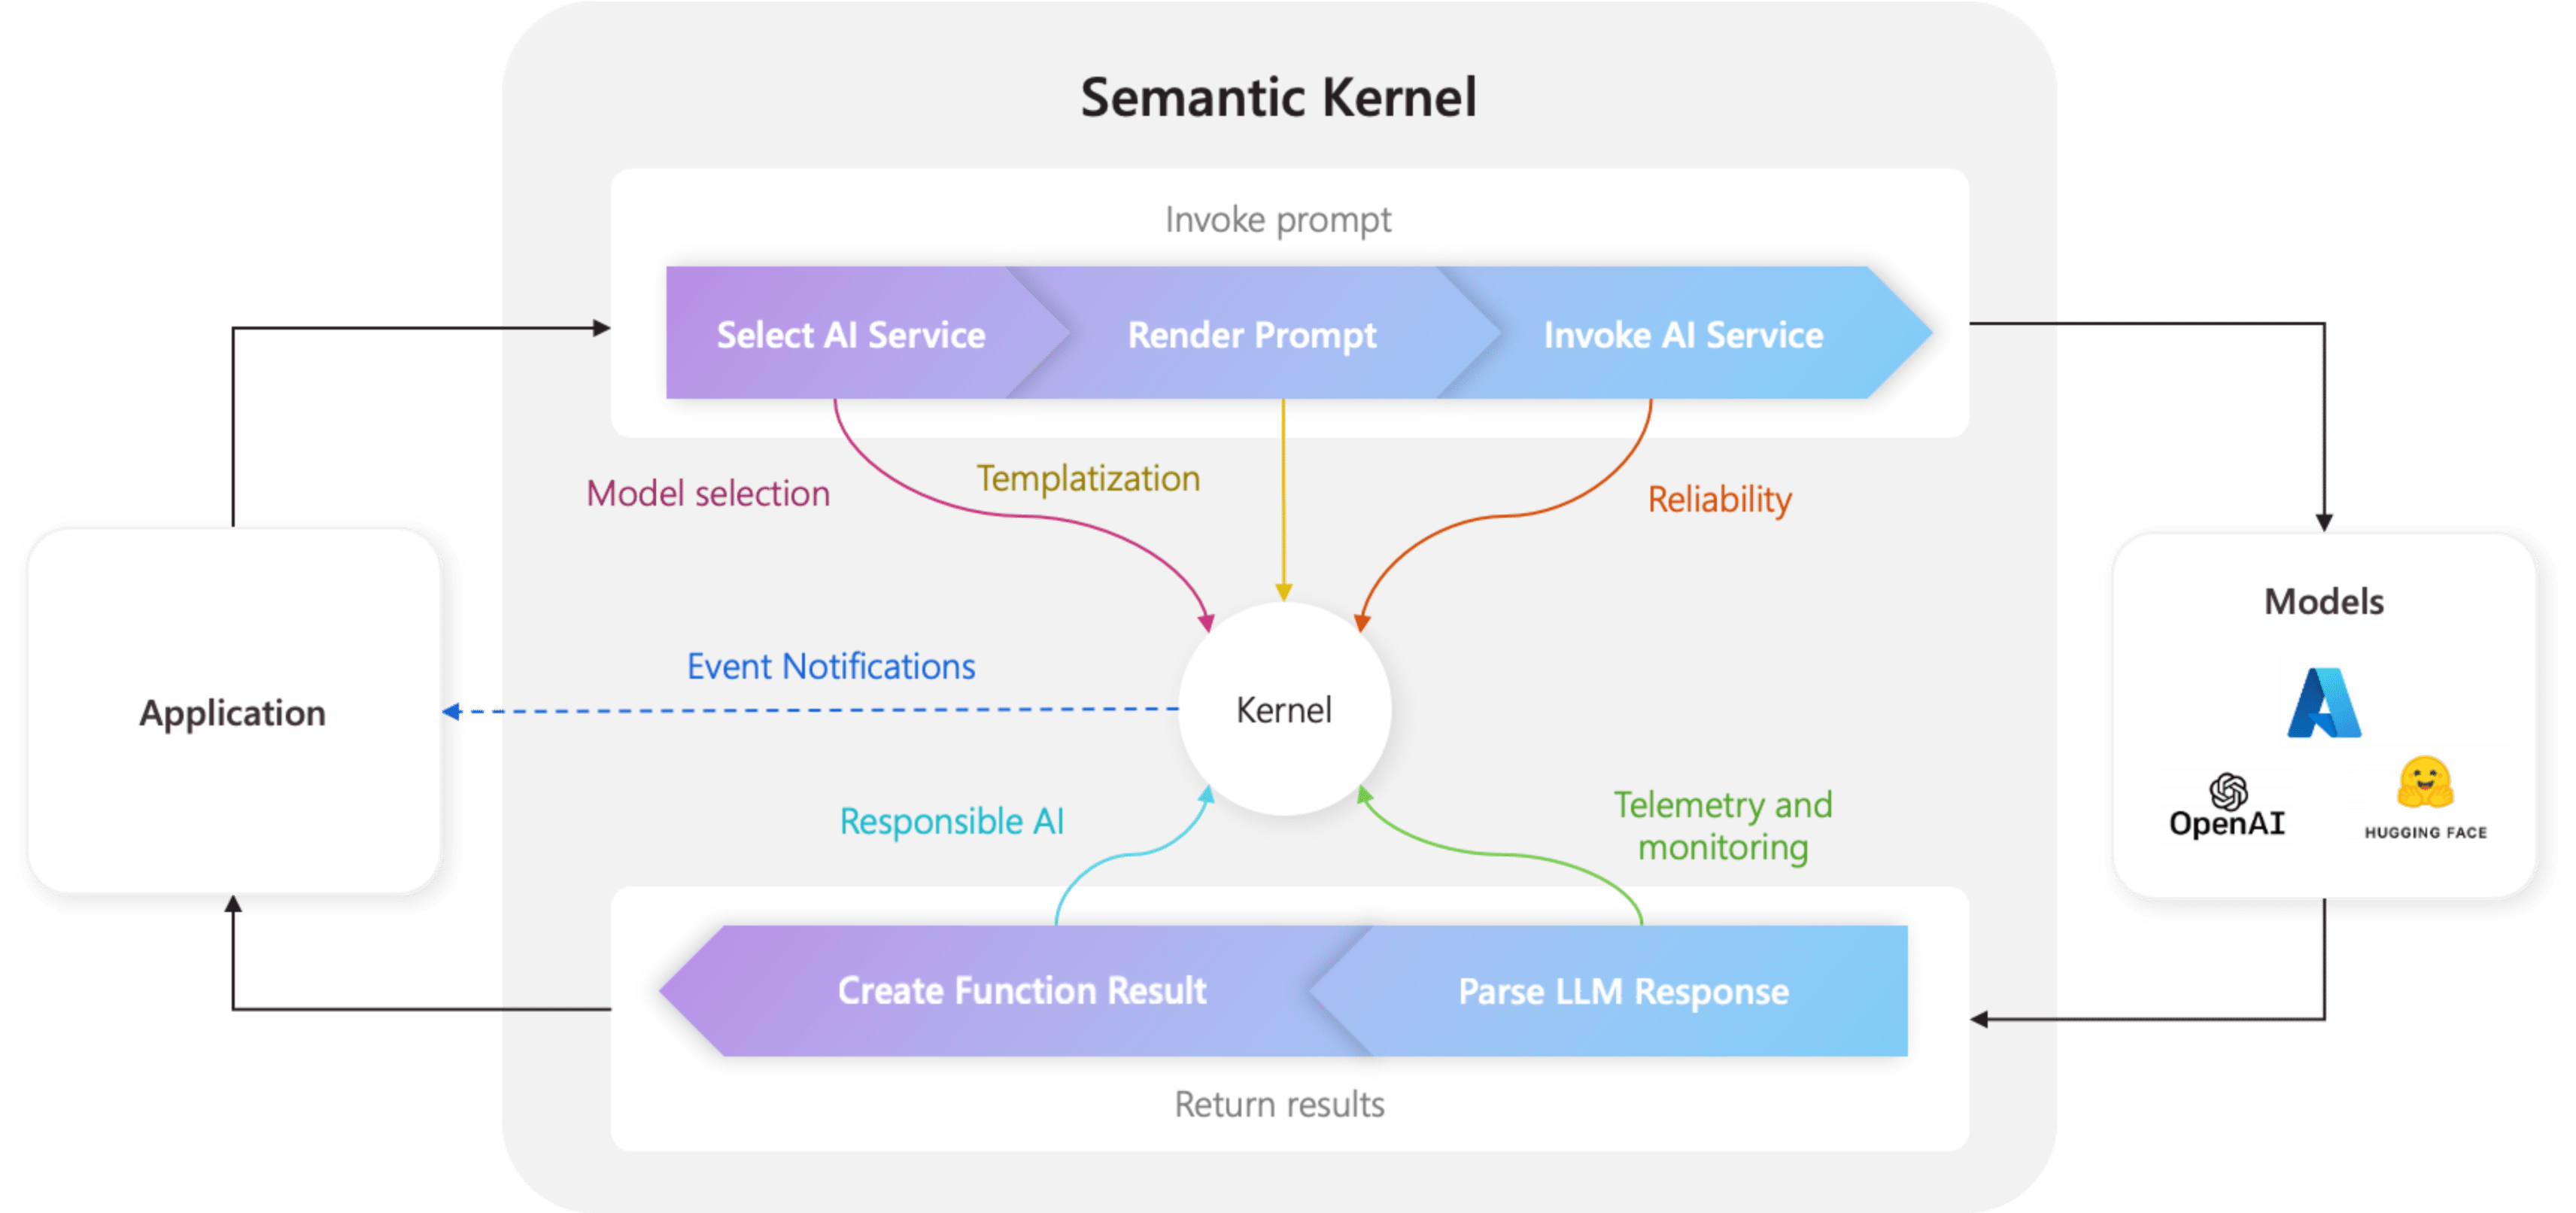 Semantic Kernel
Invoke prompt
Select AI Service
Render Prompt
Invoke AI Service
Model selection
Templatization
Reliability
Application
Event Notifications
Kernel
Models
OpenAI
HUGGING FACE
Responsible AI
Telemetry and
monitoring
Create Function Result
Parse LLM Response
Return results